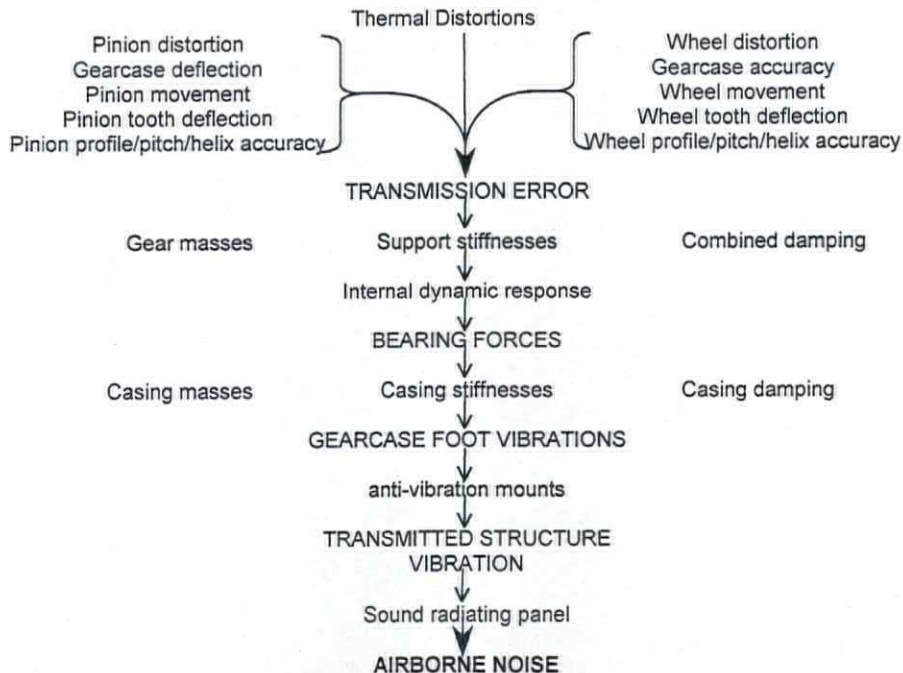 Thermal Distortions
Pinion distortion
Gearcase deflection
Pinion movement
Pinion tooth deflection
Pinion profile/pitch/helix accuracy
Wheel distortion
Gearcase accuracy
Wheel movement
Wheel tooth deflection
Wheel profile/pitch/helix accuracy
TRANSMISSION ERROR
Gear masses Support stiffnesses Combined damping
Internal dynamic response
BEARING FORCES
Casing masses Casing stiffnesses Casing damping
GEARCASE FOOT VIBRATIONS
anti-vibration mounts
TRANSMITTED STRUCTURE
VIBRATION
Sound radiating panel
AIRBORNE NOISE